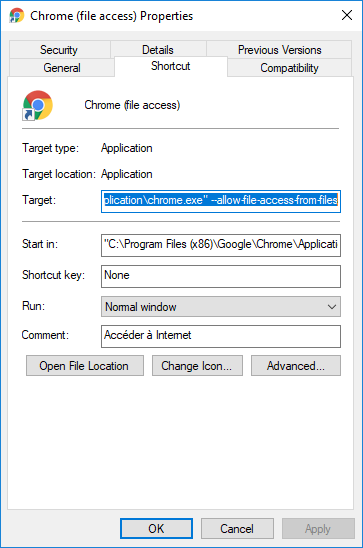 Chrome (file access) Properties
Security Details Previous Versions
General Shortcut Compatibility
Chrome (file access)
Target type: Application
Target location: Application
Target: plication\chrome.exe" --allow-file-access-from-files
Start in: "C:\Program Files (x86)\Google\Chrome\Applicati
Shortcut key: None
Run: Normal window
Comment: Accéder à Internet
Open File Location Change Icon... Advanced...
OK Cancel Apply